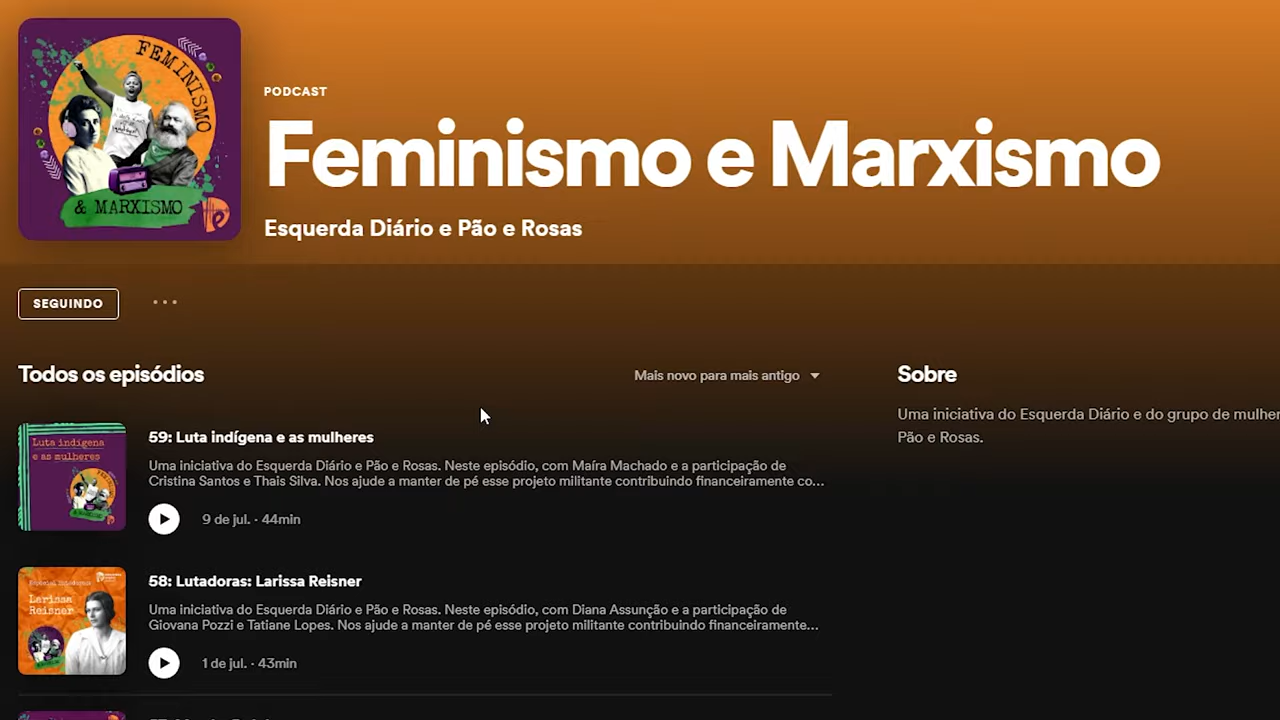 FEMINISMO
& MARXISMO
PODCAST
Feminismo e Marxismo
Esquerda Diário e Pão e Rosas
SEGUINDO
Todos os episódios
Mais novo para mais antigo
Sobre
Uma iniciativa do Esquerda Diário e do grupo de mulher
Pão e Rosas.
Luta indígena
e as mulheres
59: Luta indígena e as mulheres
Uma iniciativa do Esquerda Diário e Pão e Rosas. Neste episódio, com Maíra Machado e a participação de
Cristina Santos e Thais Silva. Nos ajude a manter de pé esse projeto militante contribuindo financeiramente co...
9 de jul. · 44min
Larissa
Reisner
58: Lutadoras: Larissa Reisner
Uma iniciativa do Esquerda Diário e Pão e Rosas. Neste episódio, com Diana Assunção e a participação de
Giovana Pozzi e Tatiane Lopes. Nos ajude a manter de pé esse projeto militante contribuindo financeiramente...
1 de jul. · 43min